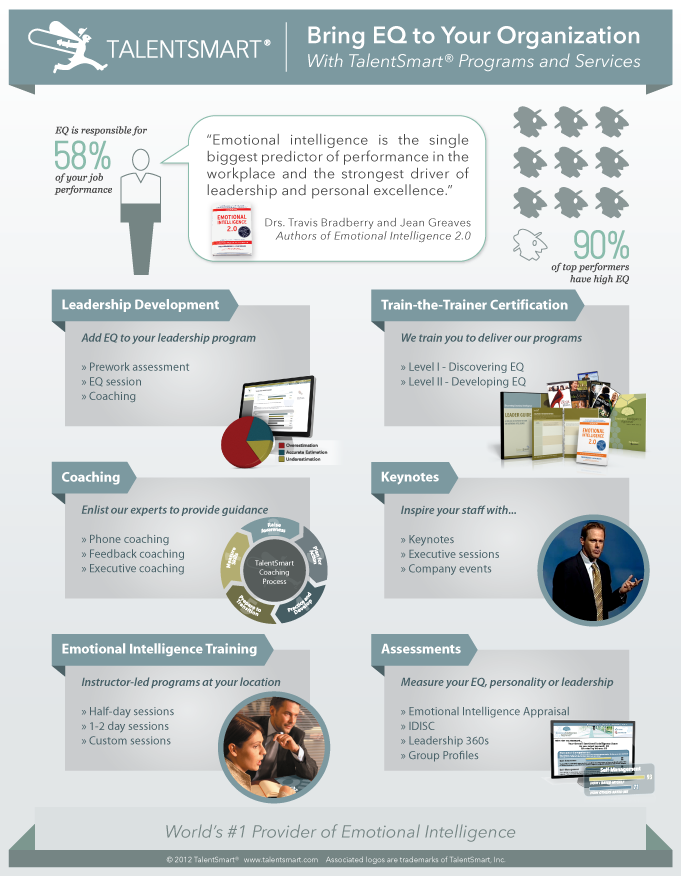 TALENTSMART®
Bring EQ to Your Organization
With TalentSmart® Programs and Services
EQ is responsible for
58%
of your job
performance
“Emotional intelligence is the single
biggest predictor of performance in the
workplace and the strongest driver of
leadership and personal excellence.”
EMOTIONAL
INTELLIGENCE
2.0
Drs. Travis Bradberry and Jean Greaves
Authors of Emotional Intelligence 2.0
90%
of top performers
have high EQ
Leadership Development
Add EQ to your leadership program
» Prework assessment
» EQ session
» Coaching
Overestimation
Accurate Estimation
Underestimation
Train-the-Trainer Certification
We train you to deliver our programs
» Level I - Discovering EQ
» Level II - Developing EQ
LEADER GUIDE
EMOTIONAL
INTELLIGENCE
2.0
Coaching
Enlist our experts to provide guidance
» Phone coaching
» Feedback coaching
» Executive coaching
Raise
Awareness
Practice and
Develop
Prepare to
Transition
TalentSmart
Coaching
Process
Keynotes
Inspire your staff with...
» Keynotes
» Executive sessions
» Company events
Emotional Intelligence Training
Instructor-led programs at your location
» Half-day sessions
» 1-2 day sessions
» Custom sessions
Assessments
Measure your EQ, personality or leadership
» Emotional Intelligence Appraisal
» IDISC
» Leadership 360s
» Group Profiles
Self-Management
World’s #1 Provider of Emotional Intelligence
© 2012 TalentSmart® www.talentsmart.com Associated logos are trademarks of TalentSmart, Inc.